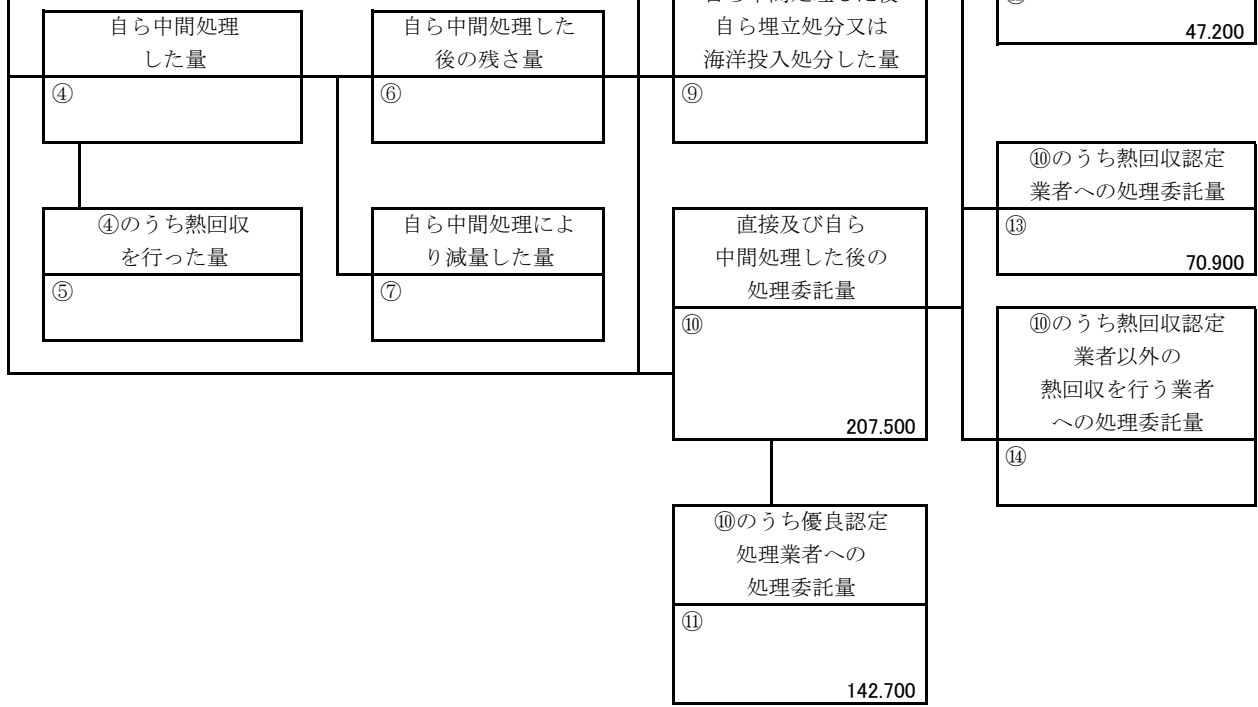 自ら中間処理
した量
④
自ら中間処理した
後の残さ量
⑥
自ら埋立処分又は
海洋投入処分した量
⑨
47.200
④のうち熱回収
を行った量
⑤
自ら中間処理によ
り減量した量
⑦
直接及び自ら
中間処理した後の
処理委託量
⑩
207.500
⑩のうち熱回収認定
業者への処理委託量
⑬
70.900
⑩のうち熱回収認定
業者以外の
熱回収を行う業者
への処理委託量
⑭
⑩のうち優良認定
処理業者への
処理委託量
⑪
142.700